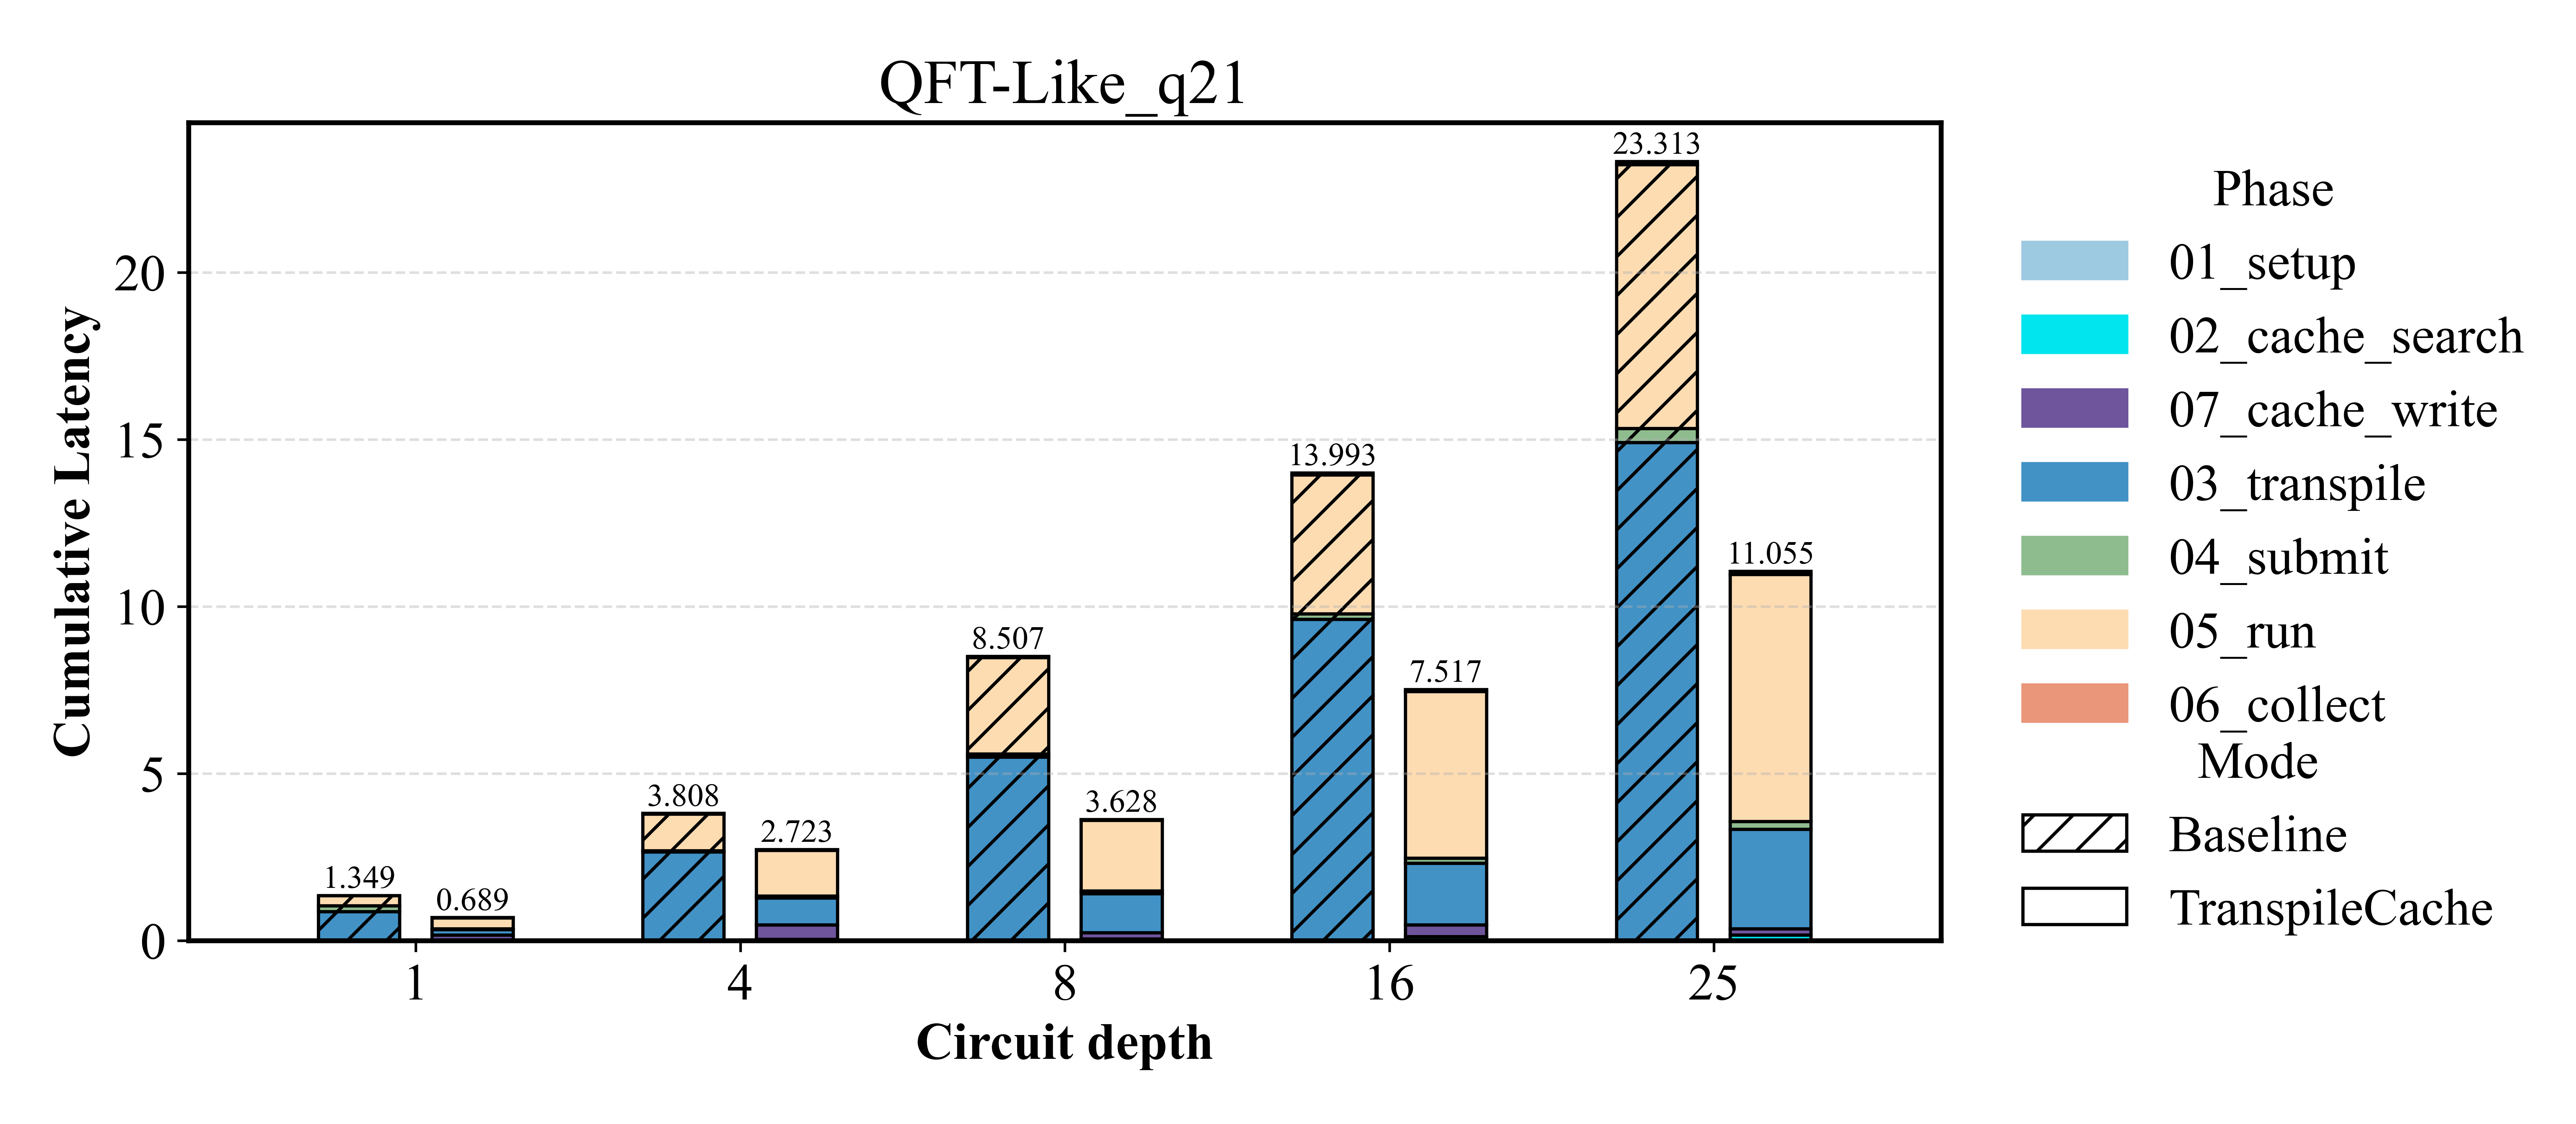 QFT-Like_q21
Cumulative Latency
20
15
10
5
0
1.349
0.689
3.808
2.723
8.507
3.628
13.993
7.517
23.313
11.055
1
4
8
16
25
Circuit depth
Phase
01_setup
02_cache_search
07_cache_write
03_transpile
04_submit
05_run
06_collect
Mode
Baseline
TranspileCache